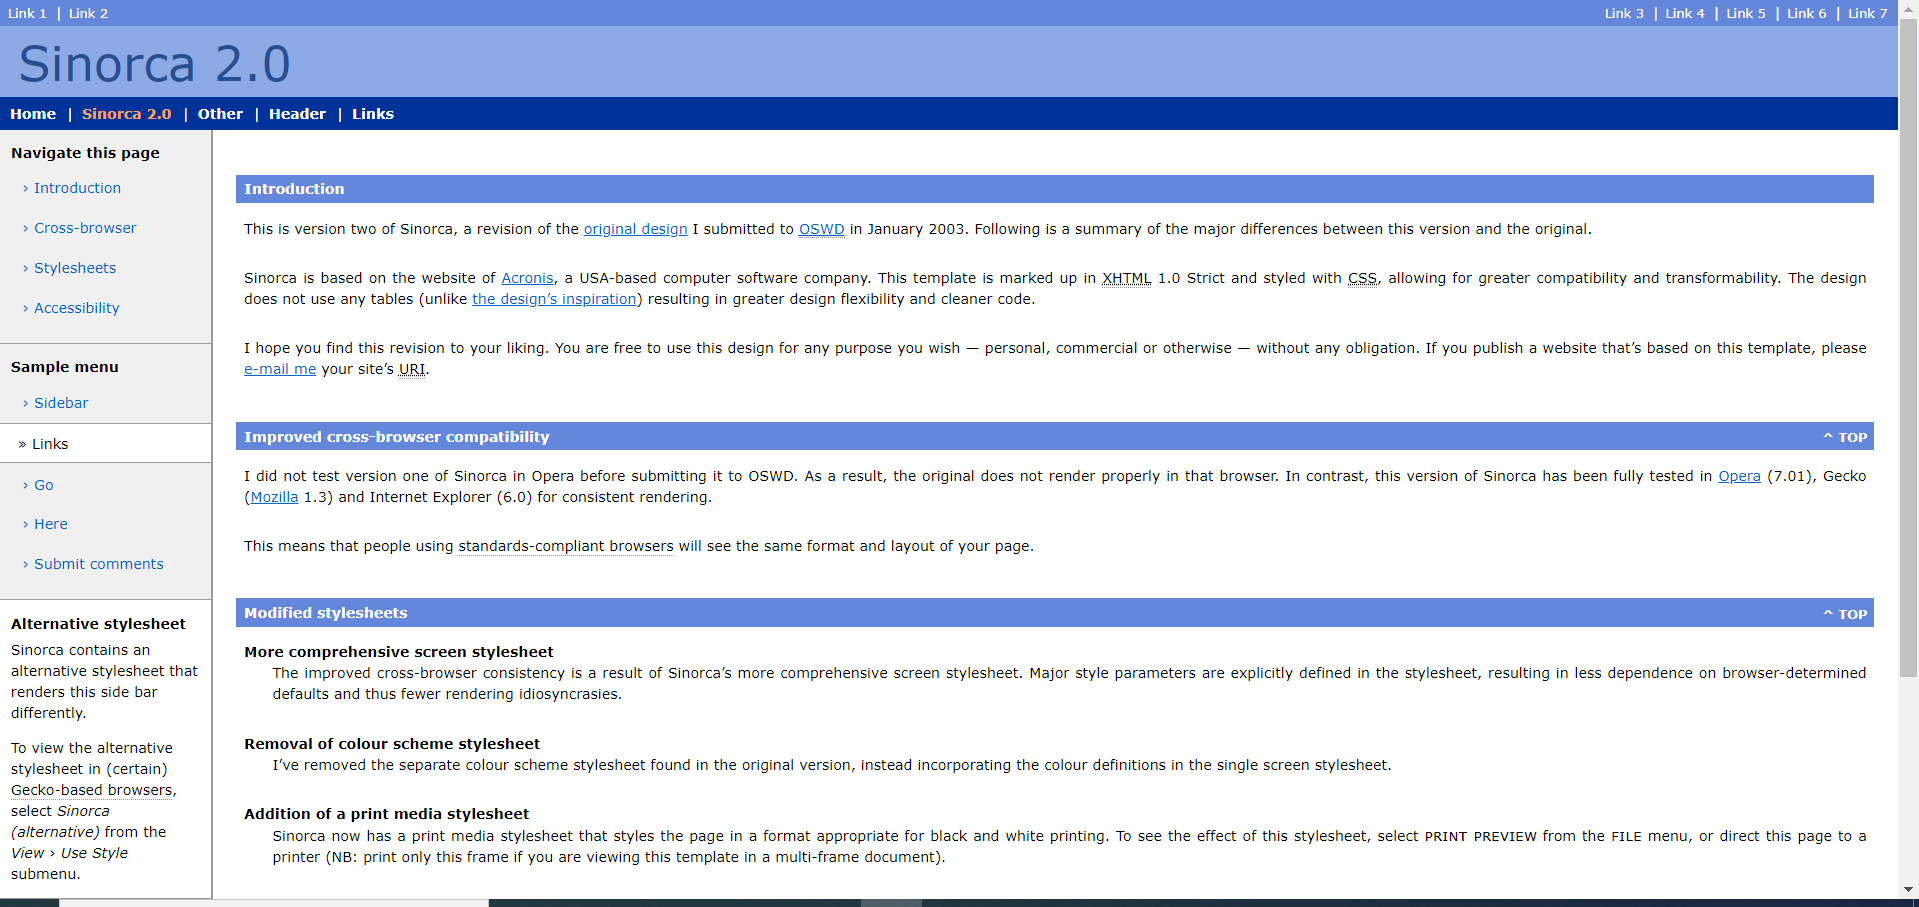 Link 1 | Link 2
Link 3 | Link 4 | Link 5 | Link 6 | Link 7
Sinorca 2.0
Home | Sinorca 2.0 | Other | Header | Links
Navigate this page
› Introduction
› Cross-browser
› Stylesheets
› Accessibility
Sample menu
› Sidebar
» Links
› Go
› Here
› Submit comments
Alternative stylesheet
Sinorca contains an
alternative stylesheet that
renders this side bar
differently.
To view the alternative
stylesheet in (certain)
Gecko-based browsers,
select Sinorca
(alternative) from the
View › Use Style
submenu.
Introduction
This is version two of Sinorca, a revision of the original design I submitted to OSWD in January 2003. Following is a summary of the major differences between this version and the original.
Sinorca is based on the website of Acronis, a USA-based computer software company. This template is marked up in XHTML 1.0 Strict and styled with CSS, allowing for greater compatibility and transformability. The design
does not use any tables (unlike the design’s inspiration) resulting in greater design flexibility and cleaner code.
I hope you find this revision to your liking. You are free to use this design for any purpose you wish — personal, commercial or otherwise — without any obligation. If you publish a website that’s based on this template, please
e-mail me your site’s URI.
Improved cross-browser compatibility
^ TOP
I did not test version one of Sinorca in Opera before submitting it to OSWD. As a result, the original does not render properly in that browser. In contrast, this version of Sinorca has been fully tested in Opera (7.01), Gecko
(Mozilla 1.3) and Internet Explorer (6.0) for consistent rendering.
This means that people using standards-compliant browsers will see the same format and layout of your page.
Modified stylesheets
^ TOP
More comprehensive screen stylesheet
The improved cross-browser consistency is a result of Sinorca’s more comprehensive screen stylesheet. Major style parameters are explicitly defined in the stylesheet, resulting in less dependence on browser-determined
defaults and thus fewer rendering idiosyncrasies.
Removal of colour scheme stylesheet
I’ve removed the separate colour scheme stylesheet found in the original version, instead incorporating the colour definitions in the single screen stylesheet.
Addition of a print media stylesheet
Sinorca now has a print media stylesheet that styles the page in a format appropriate for black and white printing. To see the effect of this stylesheet, select PRINT PREVIEW from the FILE menu, or direct this page to a
printer (NB: print only this frame if you are viewing this template in a multi-frame document).